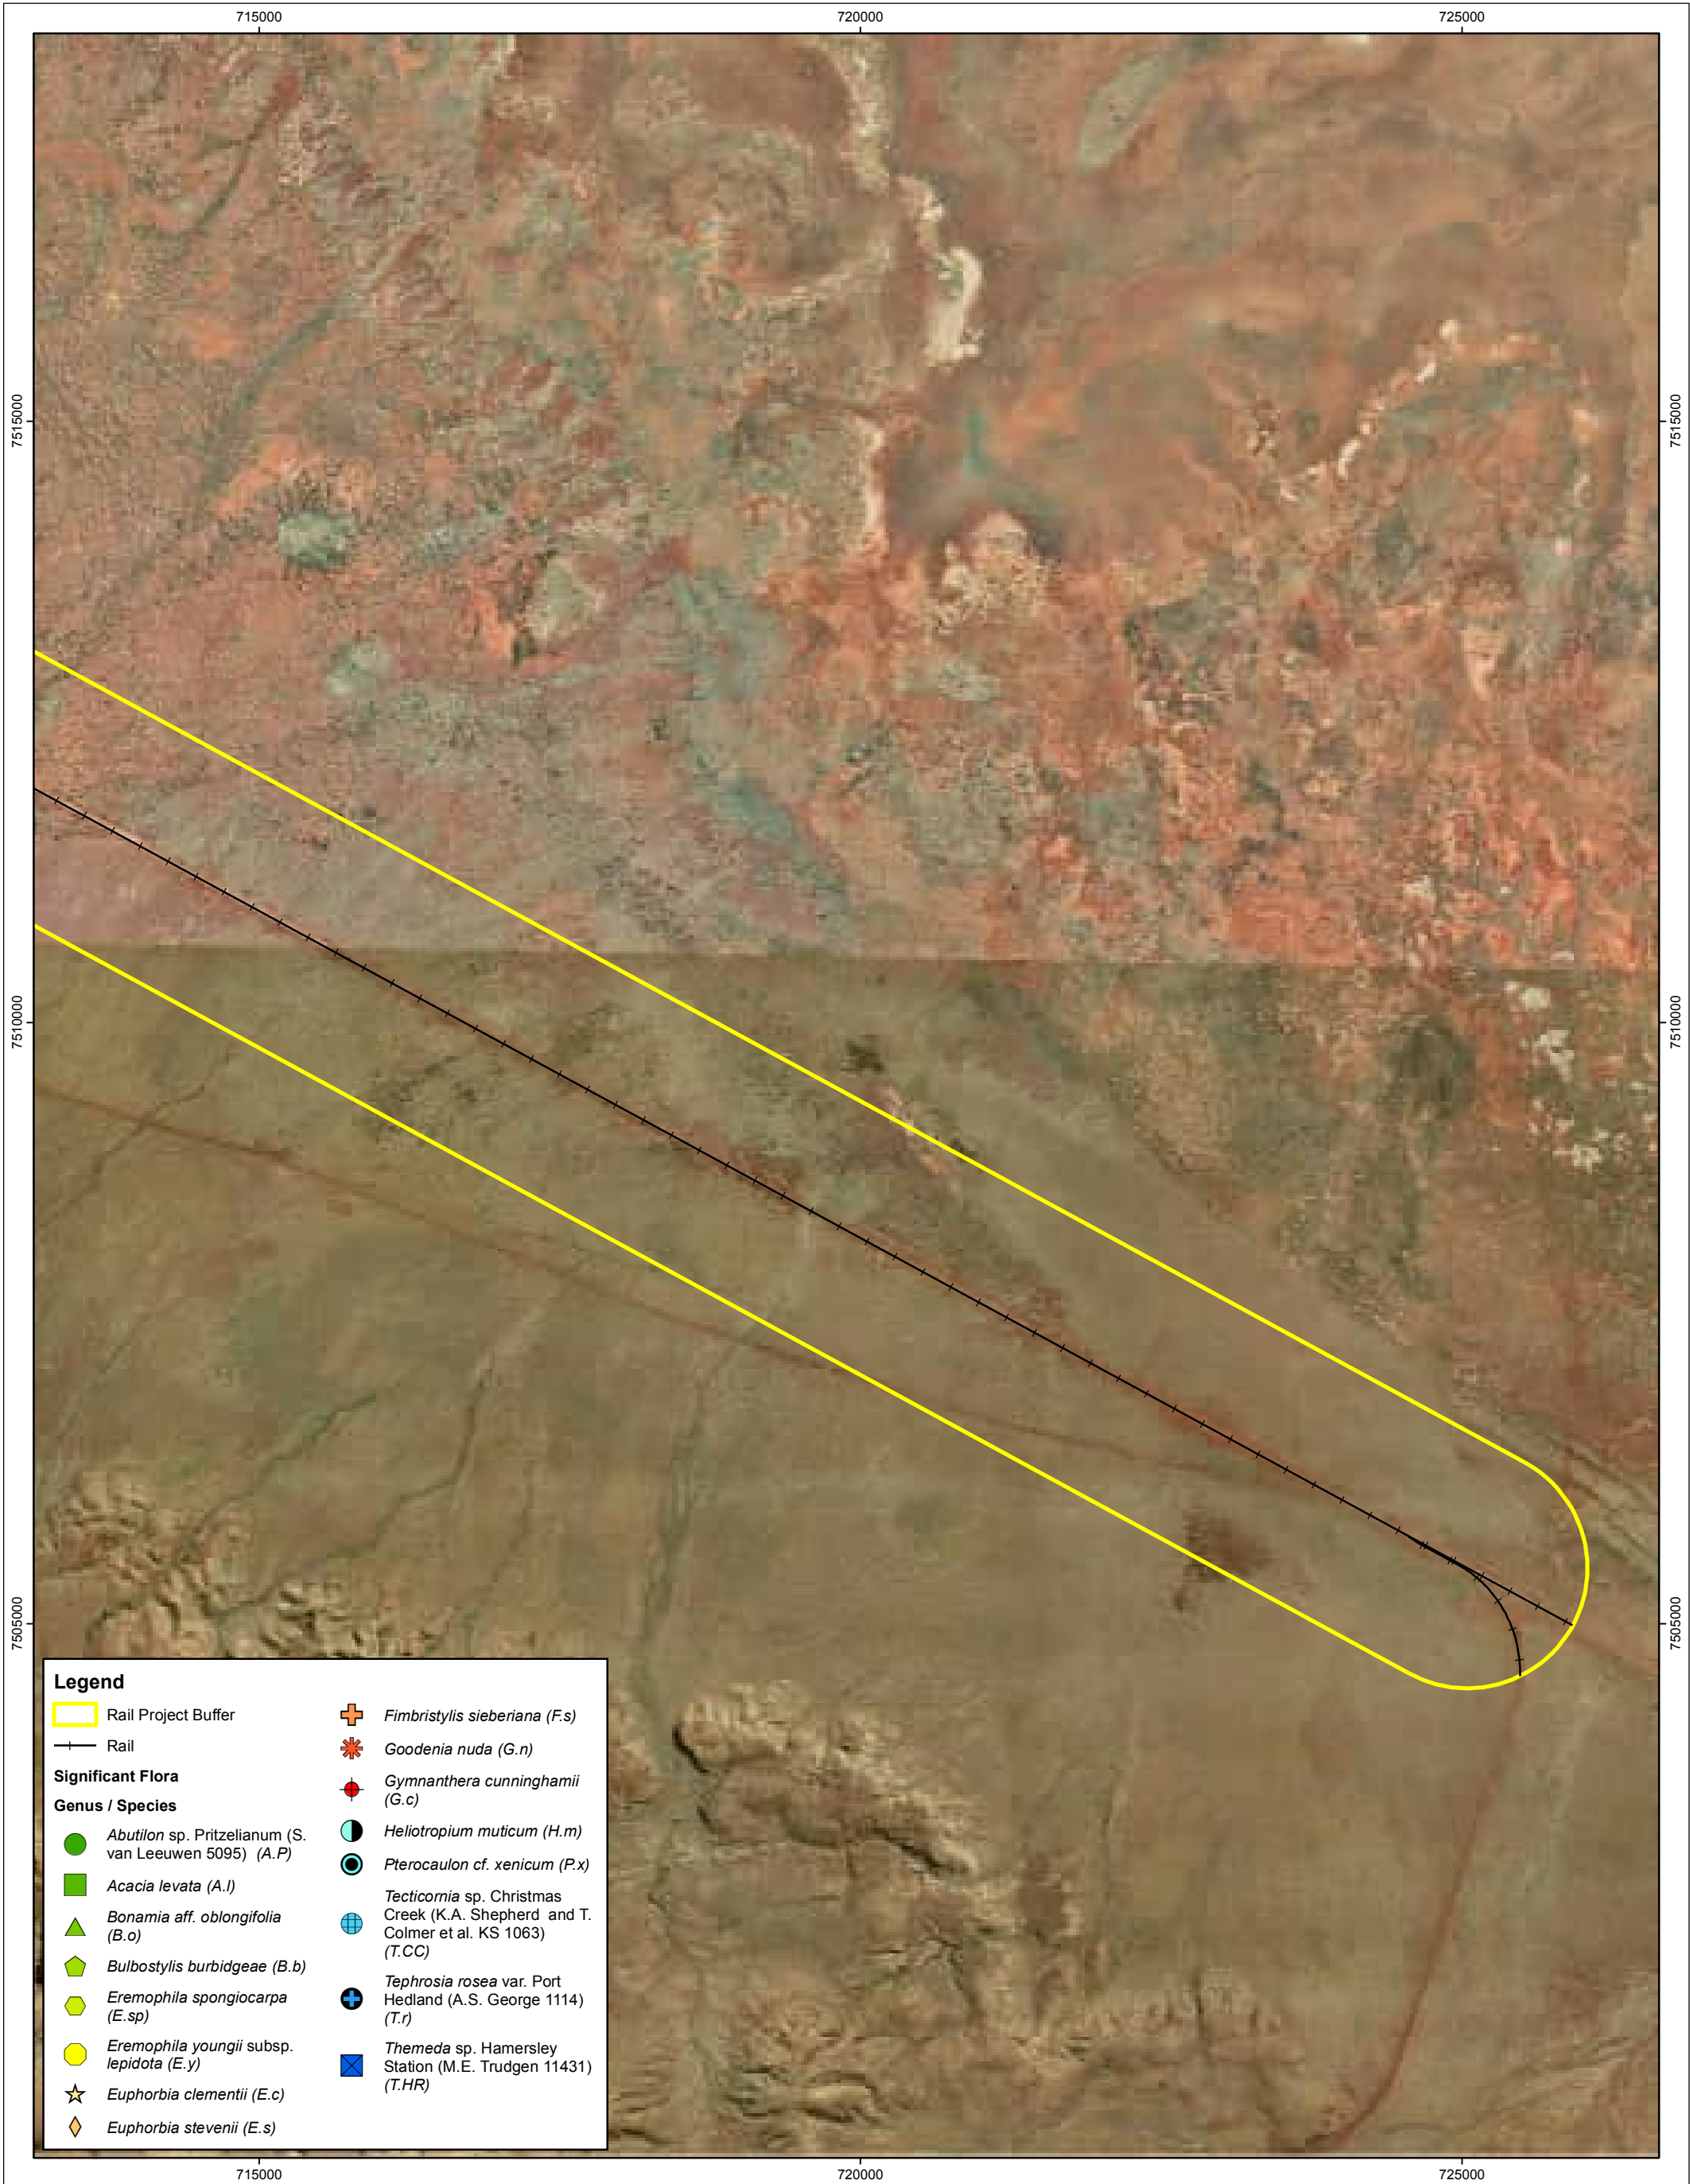 715000
720000
725000
7515000
7515000
7510000
7510000
7505000
7505000
Legend
Rail Project Buffer
Rail
Significant Flora
Genus / Species
Abutilon sp. Pritzelianum (S.
van Leeuwen 5095) (A.P)
Acacia levata (A.l)
Bonamia aff. oblongifolia
(B.o)
Bulbostylis burbidgeae (B.b)
Eremophila spongiocarpa
(E.sp)
Eremophila youngii subsp.
lepidota (E.y)
Euphorbia clementii (E.c)
Euphorbia stevenii (E.s)
Fimbristylis sieberiana (F.s)
Goodenia nuda (G.n)
Gymnanthera cunninghamii
(G.c)
Heliotropium muticum (H.m)
Pterocaulon cf. xenicum (P.x)
Tecticornia sp. Christmas
Creek (K.A. Shepherd and T.
Colmer et al. KS 1063)
(T.CC)
Tephrosia rosea var. Port
Hedland (A.S. George 1114)
(T.r)
Themeda sp. Hamersley
Station (M.E. Trudgen 11431)
(T.HR)
715000
720000
725000